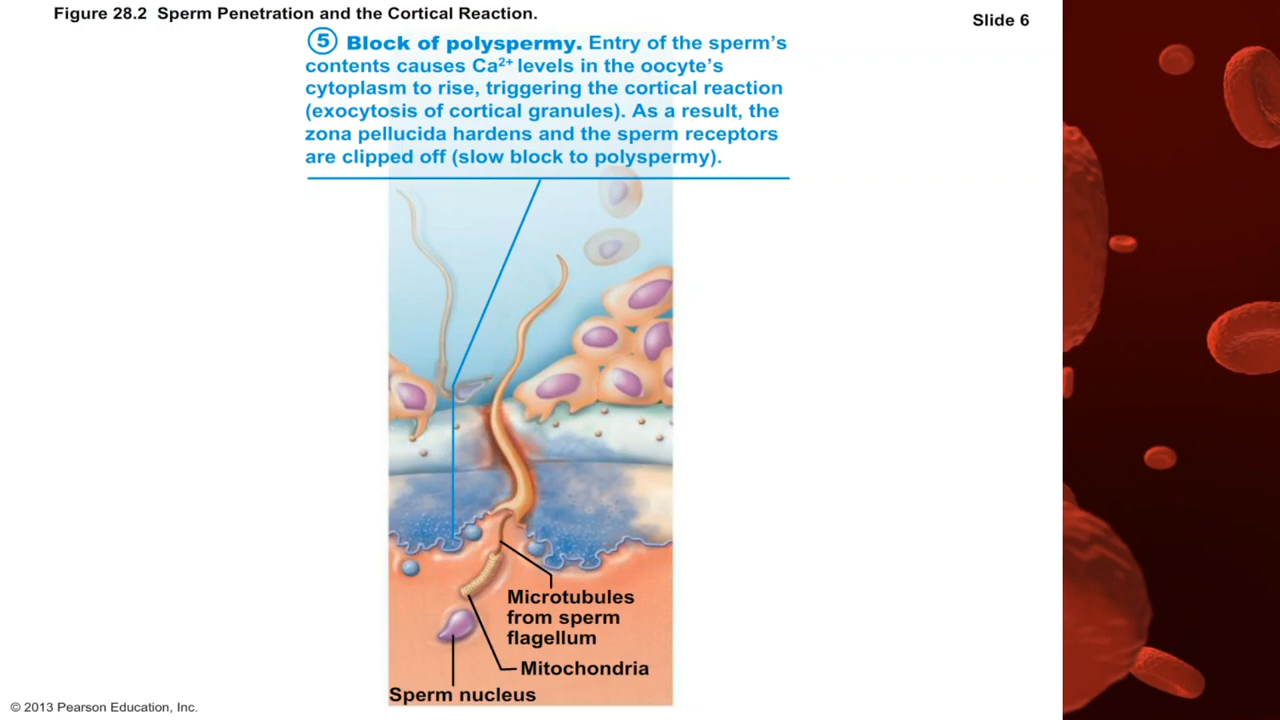 Figure 28.2 Sperm Penetration and the Cortical Reaction.
Slide 6
5 Block of polyspermy. Entry of the sperm's
contents causes Ca²⁺ levels in the oocyte's
cytoplasm to rise, triggering the cortical reaction
(exocytosis of cortical granules). As a result, the
zona pellucida hardens and the sperm receptors
are clipped off (slow block to polyspermy).
Microtubules
from sperm
flagellum
Mitochondria
Sperm nucleus
© 2013 Pearson Education, Inc.